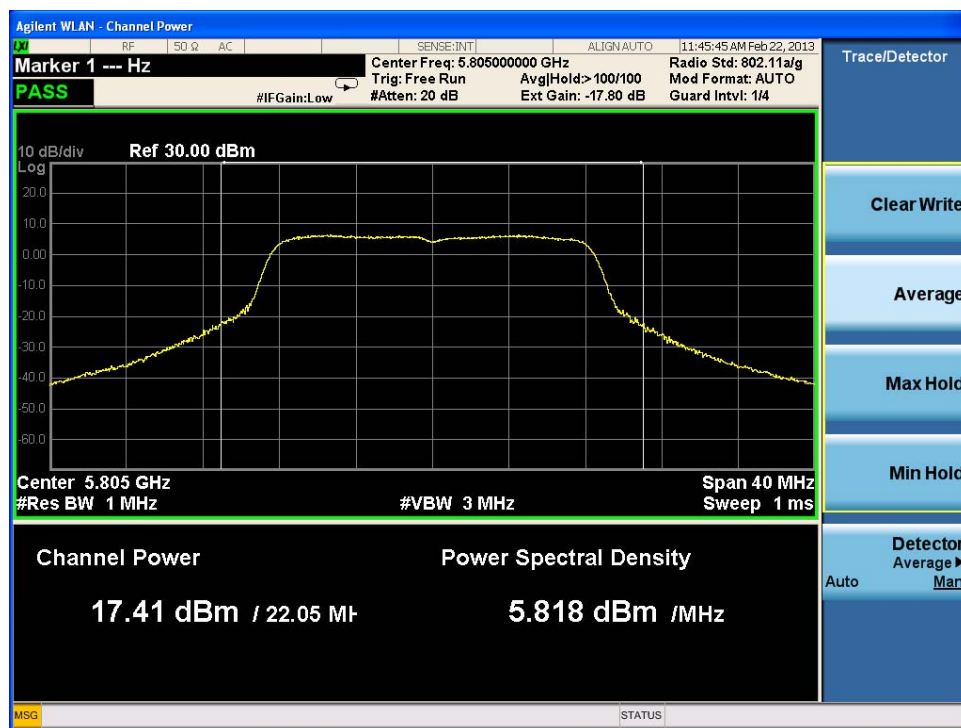 Agilent WLAN - Channel Power
LXI RF 50 Ω AC SENSE:INT ALIGN AUTO 11:45:45 AM Feb 22, 2013
Marker 1 --- Hz
PASS
#IFGain:Low
Center Freq: 5.805000000 GHz
Trig: Free Run Avg|Hold:>100/100
#Atten: 20 dB Ext Gain: -17.80 dB
Radio Std: 802.11a/g
Mod Format: AUTO
Guard Intvl: 1/4
10 dB/div Ref 30.00 dBm
Log
20.0
10.0
0.00
-10.0
-20.0
-30.0
-40.0
-50.0
-60.0
Center 5.805 GHz Span 40 MHz
#Res BW 1 MHz #VBW 3 MHz Sweep 1 ms
Channel Power Power Spectral Density
17.41 dBm / 22.05 MH 5.818 dBm /MHz
Trace/Detector
Clear Write
Average
Max Hold
Min Hold
Detector
Average
Auto Man
MSG STATUS